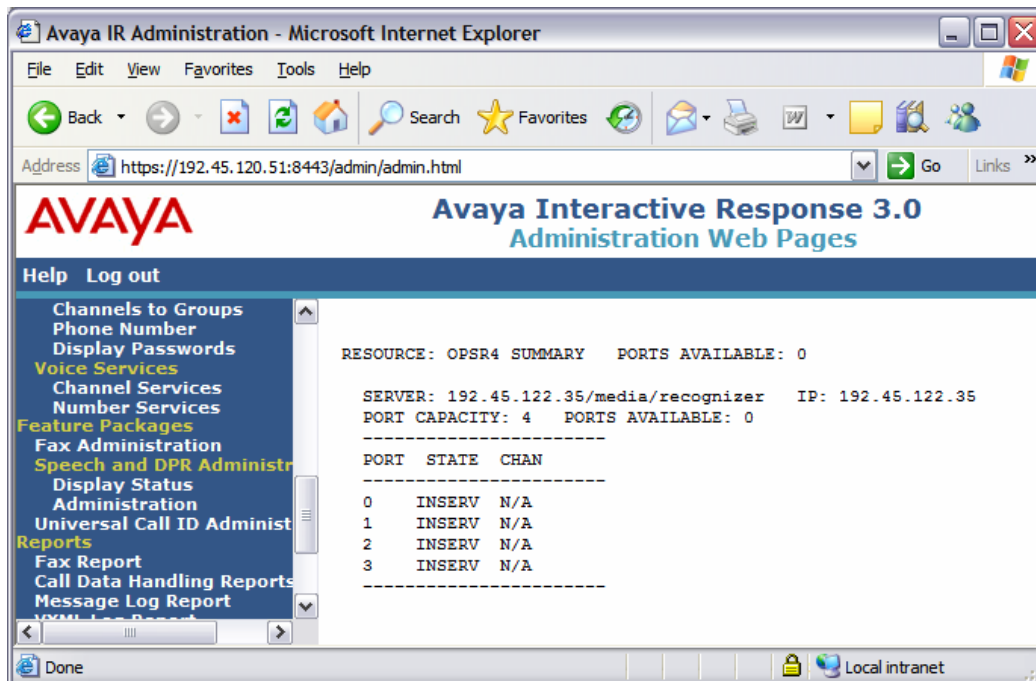 Avaya IR Administration - Microsoft Internet Explorer
File Edit View Favorites Tools Help
Back Search Favorites
Address https://192.45.120.51:8443/admin/admin.html Go Links »
AVAYA
Avaya Interactive Response 3.0
Administration Web Pages
Help Log out
Channels to Groups
Phone Number
Display Passwords
Voice Services
Channel Services
Number Services
Feature Packages
Fax Administration
Speech and DPR Administr
Display Status
Administration
Universal Call ID Administ
Reports
Fax Report
Call Data Handling Reports
Message Log Report
VXML Log Report
RESOURCE: OPSR4 SUMMARY PORTS AVAILABLE: 0
SERVER: 192.45.122.35/media/recognizer IP: 192.45.122.35
PORT CAPACITY: 4 PORTS AVAILABLE: 0
-----------------------
PORT STATE CHAN
-----------------------
0 INSERV N/A
1 INSERV N/A
2 INSERV N/A
3 INSERV N/A
-----------------------
Done Local intranet